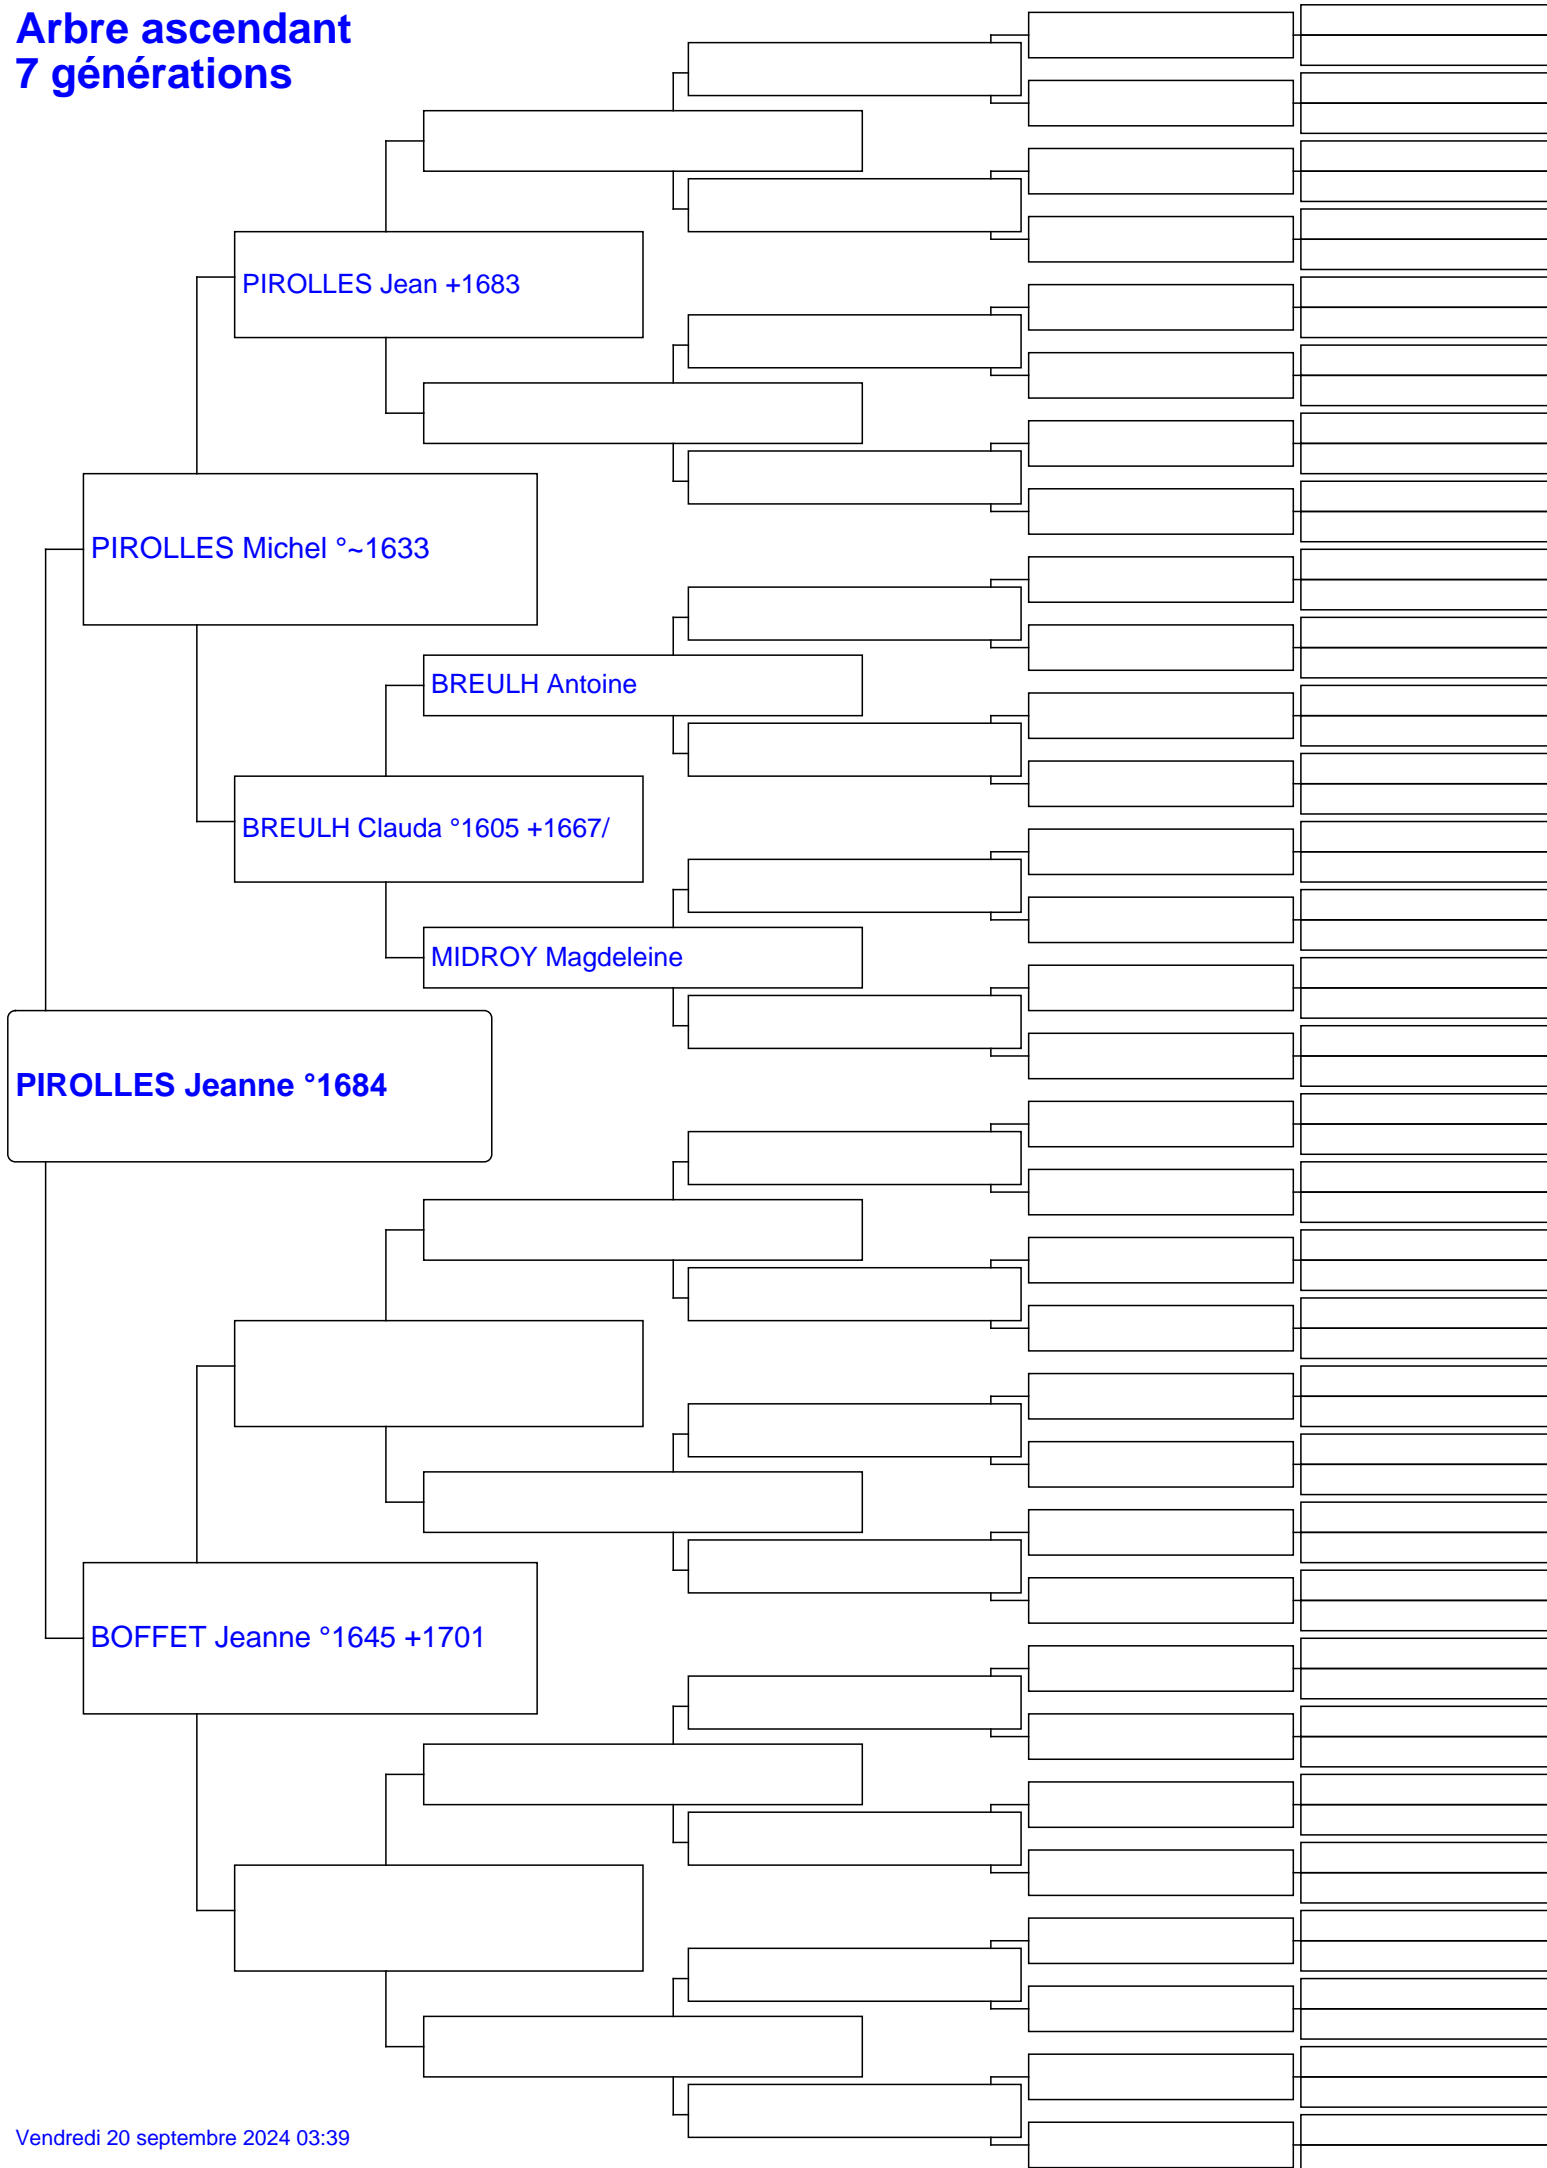 Arbre ascendant
7 générations
PIROLLES Jean +1683
PIROLLES Michel °~1633
BREULH Antoine
BREULH Clauda °1605 +1667/
MIDROY Magdeleine
PIROLLES Jeanne °1684
BOFFET Jeanne °1645 +1701
Vendredi 20 septembre 2024 03:39